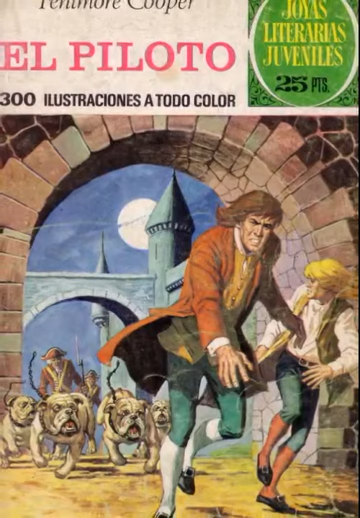 Fenimore Cooper
EL PILOTO
300 ILUSTRACIONES A TODO COLOR
JOYAS
LITERARIAS
JUVENILES
25 PTS.